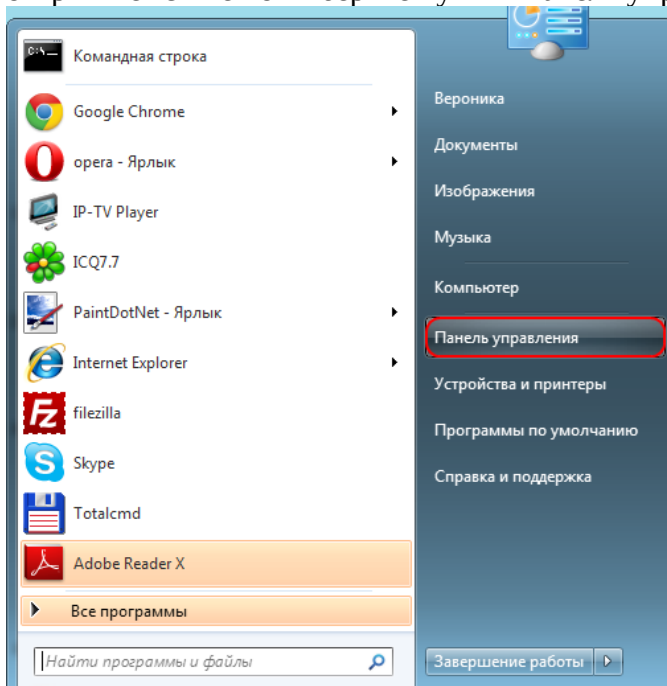 C:\
Командная строка
Google Chrome
opera - Ярлык
IP-TV Player
ICQ7.7
PaintDotNet - Ярлык
Internet Explorer
filezilla
Skype
Totalcmd
Adobe Reader X
Все программы
Найти программы и файлы
Вероника
Документы
Изображения
Музыка
Компьютер
Панель управления
Устройства и принтеры
Программы по умолчанию
Справка и поддержка
Завершение работы